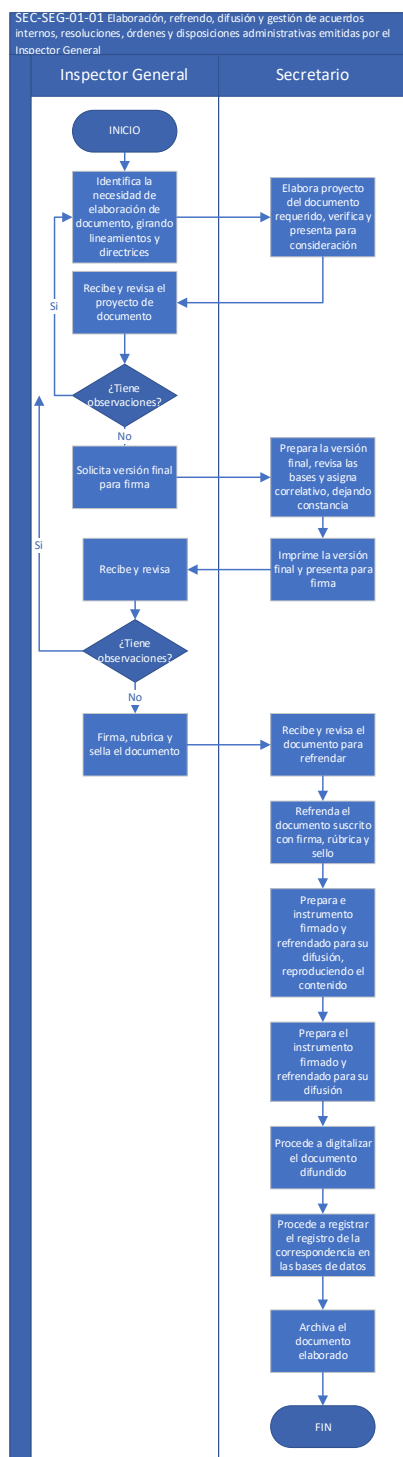 SEC-SEG-01-01 Elaboración, refrendo, difusión y gestión de acuerdos
internos, resoluciones, órdenes y disposiciones administrativas emitidas por el
Inspector General
Inspector General
Secretario
INICIO
Identifica la
necesidad de
elaboración de
documento, girando
lineamientos y
directrices
Elabora proyecto
del documento
requerido, verifica y
presenta para
consideración
Recibe y revisa el
proyecto de
documento
Si
¿Tiene
observaciones?
No
Solicita versión final
para firma
Prepara la versión
final, revisa las
bases y asigna
correlativo, dejando
constancia
Si
Recibe y revisa
Imprime la versión
final y presenta para
firma
¿Tiene
observaciones?
No
Firma, rubrica y
sella el documento
Recibe y revisa el
documento para
refrendar
Refrenda el
documento suscrito
con firma, rúbrica y
sello
Prepara e
instrumento
firmado y
refrendado para su
difusión,
reproduciendo el
contenido
Prepara el
instrumento
firmado y
refrendado para su
difusión
Procede a digitalizar
el documento
difundido
Procede a registrar
el registro de la
correspondencia en
las bases de datos
Archiva el
documento
elaborado
FIN